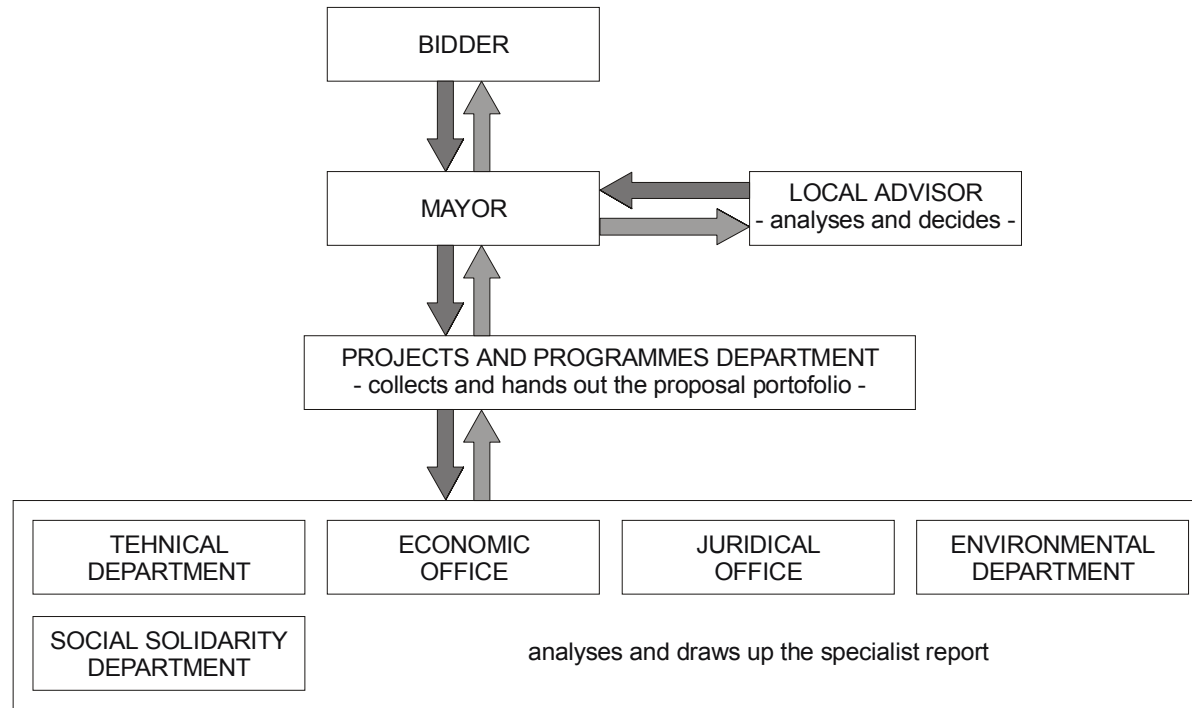 BIDDER
MAYOR
LOCAL ADVISOR
- analyses and decides -
PROJECTS AND PROGRAMMES DEPARTMENT
- collects and hands out the proposal portofolio -
TEHNICAL
DEPARTMENT
ECONOMIC
OFFICE
JURIDICAL
OFFICE
ENVIRONMENTAL
DEPARTMENT
SOCIAL SOLIDARITY
DEPARTMENT
analyses and draws up the specialist report